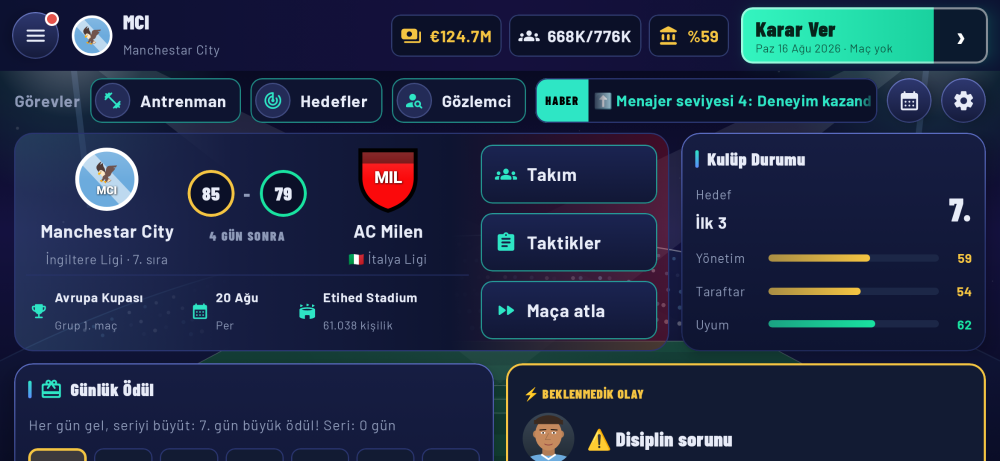 MCI
Manchestar City
€124.7M
668K/776K
%59
Karar Ver
Paz 16 Ağu 2026 · Maç yok
Görevler
Antrenman
Hedefler
Gözlemci
HABER
Menajer seviyesi 4: Deneyim kazand
MCI
Manchestar City
İngiltere Ligi · 7. sıra
85 - 79
4 GÜN SONRA
MIL
AC Milen
İtalya Ligi
Avrupa Kupası
Grup 1. maç
20 Ağu
Per
Etihed Stadium
61.038 kişilik
Takım
Taktikler
Maça atla
Kulüp Durumu
Hedef
İlk 3
7.
Yönetim 59
Taraftar 54
Uyum 62
Günlük Ödül
Her gün gel, seriyi büyüt: 7. gün büyük ödül! Seri: 0 gün
⚡ BEKLENMEDİK OLAY
⚠️ Disiplin sorunu